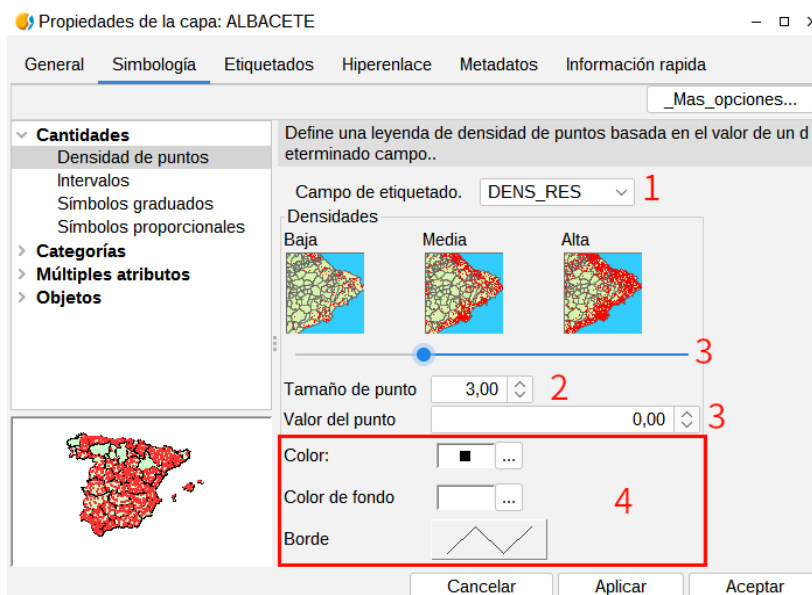 Propiedades de la capa: ALBACETE
General Simbología Etiquetados Hiperenlace Metadatos Información rapida
_Mas_opciones...
Cantidades
Densidad de puntos
Intervalos
Símbolos graduados
Símbolos proporcionales
Categorías
Múltiples atributos
Objetos
Define una leyenda de densidad de puntos basada en el valor de un d
eterminado campo..
Campo de etiquetado. DENS_RES 1
Densidades
Baja Media Alta
3
Tamaño de punto 3,00 2
Valor del punto 0,00 3
Color: ...
Color de fondo ... 4
Borde
Cancelar Aplicar Aceptar